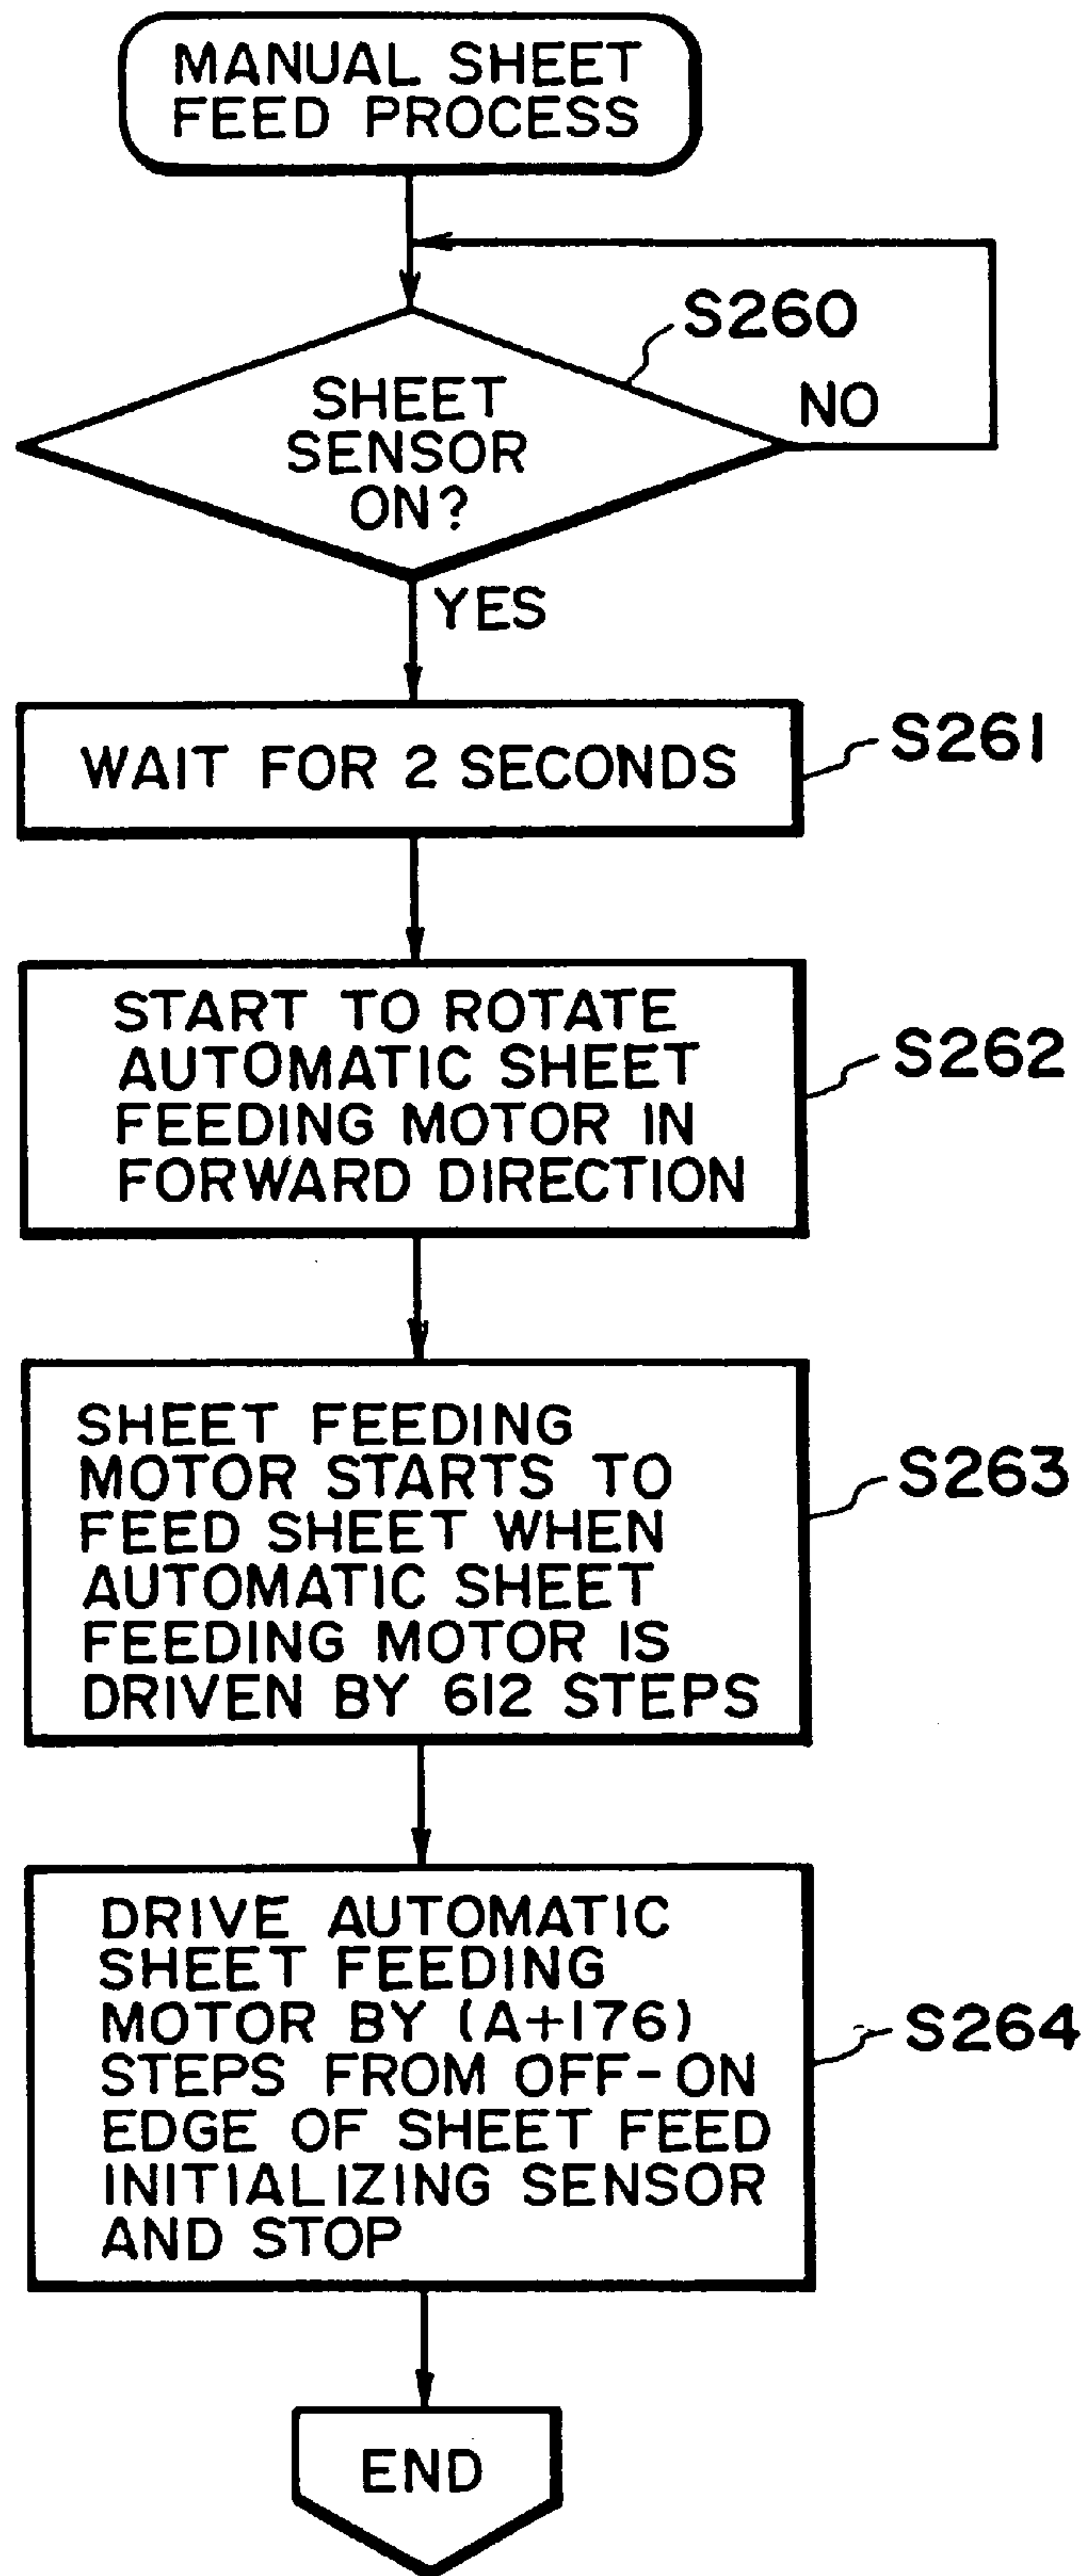 MANUAL SHEET
FEED PROCESS
S260
SHEET
SENSOR
ON?
NO
YES
WAIT FOR 2 SECONDS
S261
START TO ROTATE
AUTOMATIC SHEET
FEEDING MOTOR IN
FORWARD DIRECTION
S262
SHEET FEEDING
MOTOR STARTS TO
FEED SHEET WHEN
AUTOMATIC SHEET
FEEDING MOTOR IS
DRIVEN BY 612 STEPS
S263
DRIVE AUTOMATIC
SHEET FEEDING
MOTOR BY (A+176)
STEPS FROM OFF-ON
EDGE OF SHEET FEED
INITIALIZING SENSOR
AND STOP
S264
END